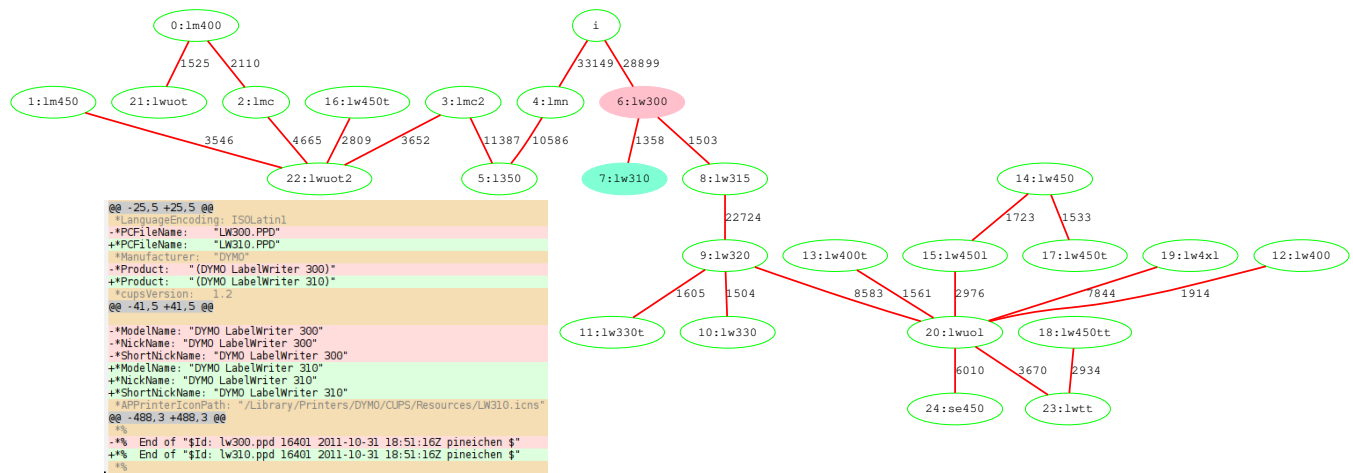 0:lm400
i
1525
2110
33149
28899
1:lm450
21:lwuot
2:lmc
16:lw450t
3:lmc2
4:lmn
6:lw300
3546
4665
2809
3652
11387
10586
1358
1503
22:lwuot2
5:l350
7:lw310
8:lw315
14:lw450
22724
1723
1533
9:lw320
13:lw400t
15:lw450l
17:lw450t
19:lw4xl
12:lw400
1605
1504
8583
1561
2976
7844
1914
11:lw330t
10:lw330
20:lwuol
18:lw450tt
6010
3670
2934
24:se450
23:lwtt
@@ -25,5 +25,5 @@
*LanguageEncoding: ISOLatin1
-*PCFileName:    "LW300.PPD"
+*PCFileName:    "LW310.PPD"
*Manufacturer:  "DYMO"
-*Product:   "(DYMO LabelWriter 300)"
+*Product:   "(DYMO LabelWriter 310)"
*cupsVersion:   1.2
@@ -41,5 +41,5 @@
-*ModelName: "DYMO LabelWriter 300"
-*NickName: "DYMO LabelWriter 300"
-*ShortNickName: "DYMO LabelWriter 300"
+*ModelName: "DYMO LabelWriter 310"
+*NickName: "DYMO LabelWriter 310"
+*ShortNickName: "DYMO LabelWriter 310"
*APPrinterIconPath: "/Library/Printers/DYMO/CUPS/Resources/LW310.icns"
@@ -488,3 +488,3 @@
*%
-*%  End of "$Id: lw300.ppd 16401 2011-10-31 18:51:16Z pineichen $"
+*%  End of "$Id: lw310.ppd 16401 2011-10-31 18:51:16Z pineichen $"
*%